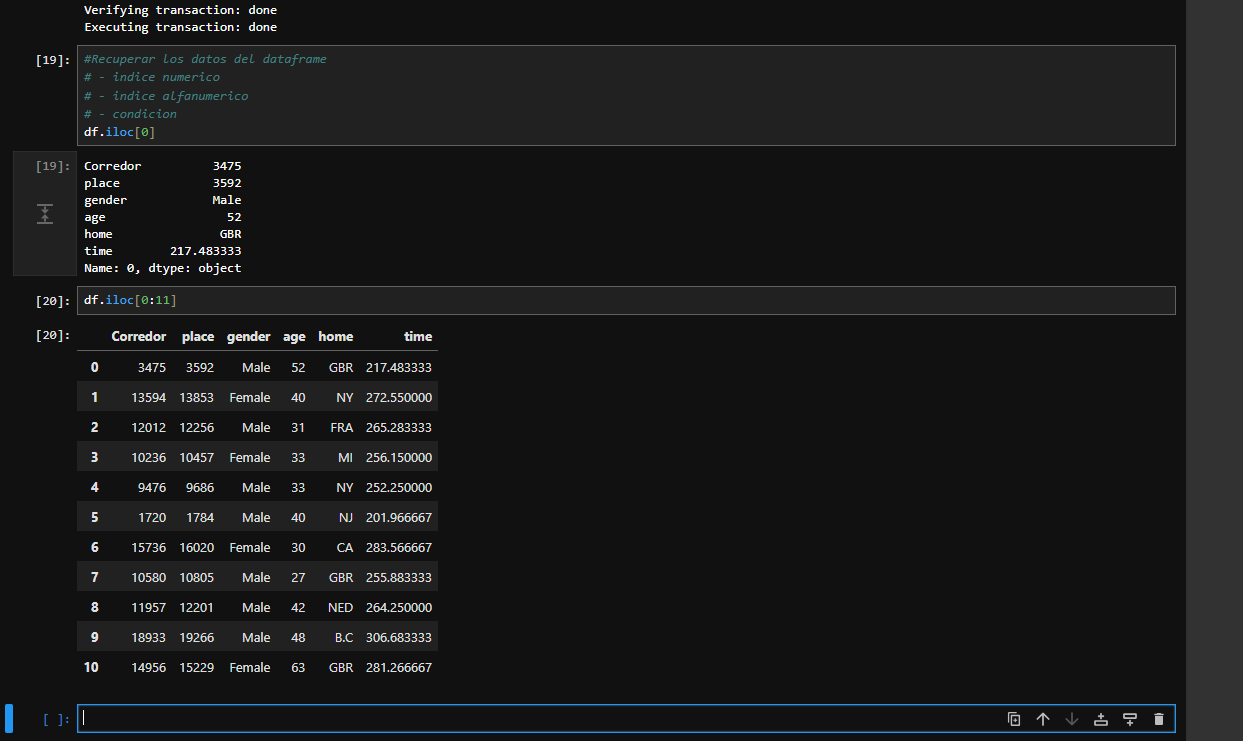 Verifying transaction: done
Executing transaction: done
[19]: #Recuperar los datos del dataframe
# - indice numerico
# - indice alfanumerico
# - condicion
df.iloc[0]
[19]: Corredor 3475
place 3592
gender Male
age 52
home GBR
time 217.483333
Name: 0, dtype: object
[20]: df.iloc[0:11]
[20]: Corredor place gender age home time
0 3475 3592 Male 52 GBR 217.483333
1 13594 13853 Female 40 NY 272.550000
2 12012 12256 Male 31 FRA 265.283333
3 10236 10457 Female 33 MI 256.150000
4 9476 9686 Male 33 NY 252.250000
5 1720 1784 Male 40 NJ 201.966667
6 15736 16020 Female 30 CA 283.566667
7 10580 10805 Male 27 GBR 255.883333
8 11957 12201 Male 42 NED 264.250000
9 18933 19266 Male 48 B.C 306.683333
10 14956 15229 Female 63 GBR 281.266667
[ ]: